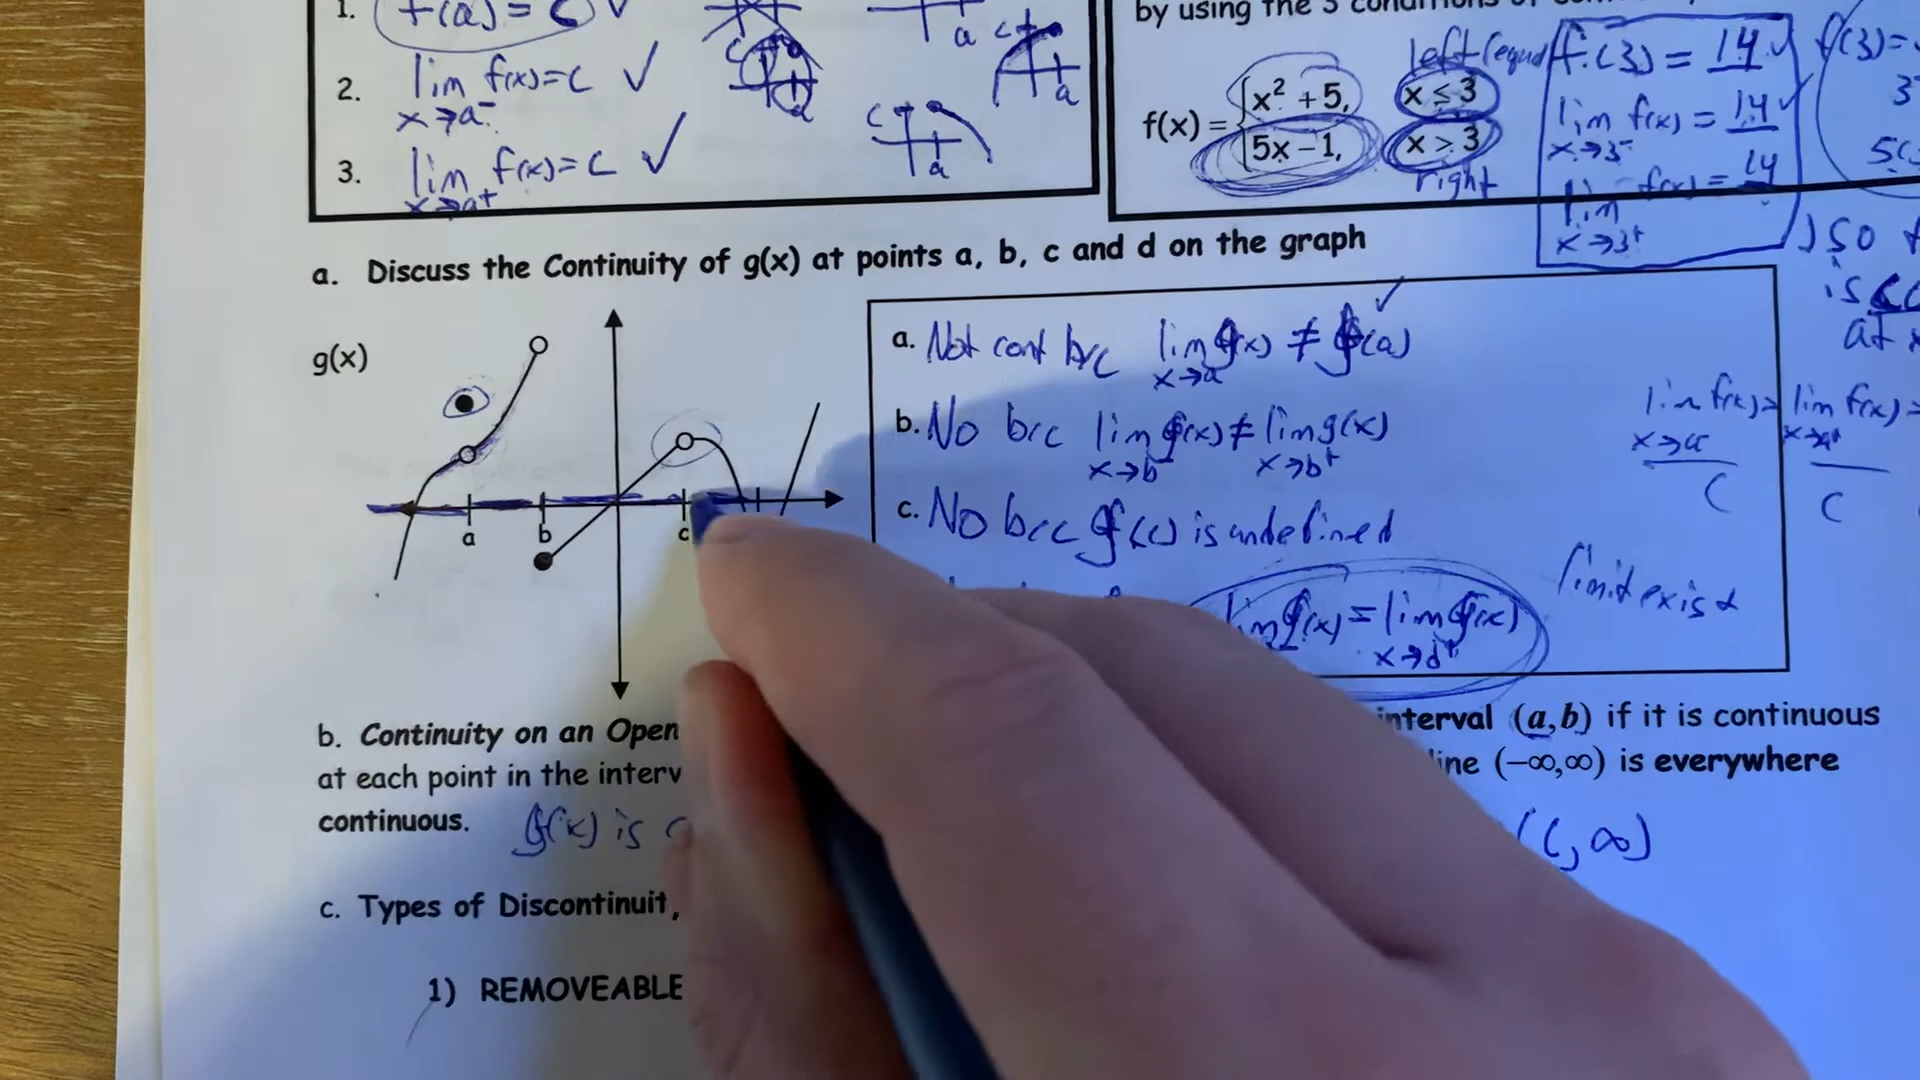 1. f(a) = C ✓
2. lim f(x)=C ✓
x→a⁻
3. lim f(x)=C ✓
x→a⁺
a
C
a
C
a
C
a
by using the 3
left (equal
f(x) = { x² + 5, x ≤ 3
5x − 1, x > 3
right
f(3) = 14 ✓
lim f(x) = 14 ✓
x→3⁻
lim f(x) = 14
x→3⁺
f(3)=
so
is
at x
a. Discuss the Continuity of g(x) at points a, b, c and d on the graph
g(x)
a b c
a. Not cont b/c lim g(x) ≠ g(a) ✓
x→a
b. No b/c lim g(x) ≠ lim g(x)
x→b⁻ x→b⁺
c. No b/c g(c) is undefined
lim g(x) = lim g(x)
x→d⁺
lim f(x) = lim f(x) =
C C
limit exist
b. Continuity on an Open
interval (a,b) if it is continuous
at each point in the interv
line (−∞,∞) is everywhere
continuous. g(x) is
(c, ∞)
c. Types of Discontinuit
1) REMOVEABLE